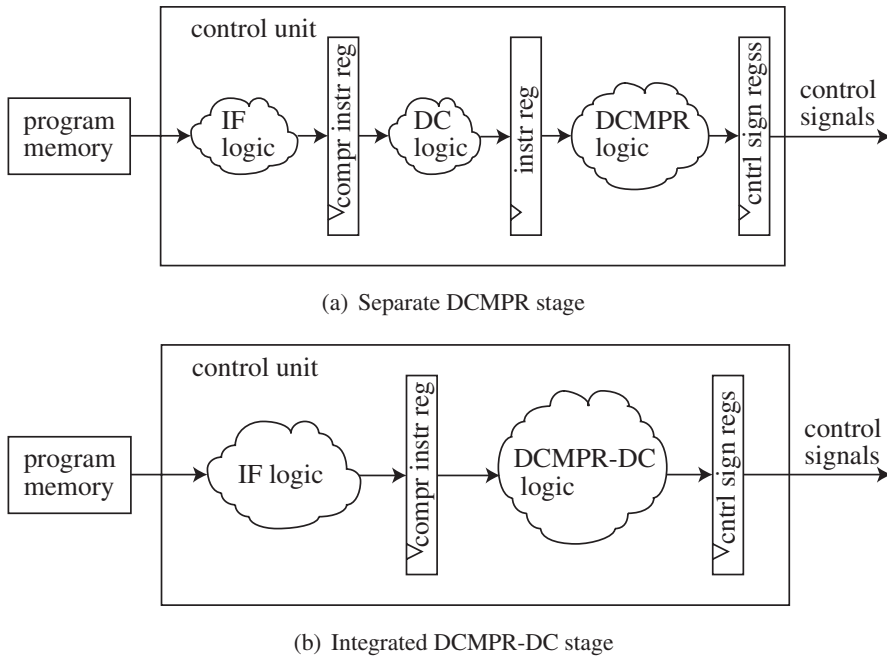 control unit
program
memory
IF
logic
compr instr reg
DC
logic
instr reg
DCMPR
logic
cntrl sign regss
control
signals
(a) Separate DCMPR stage
control unit
program
memory
IF logic
compr instr reg
DCMPR-DC
logic
cntrl sign regs
control
signals
(b) Integrated DCMPR-DC stage